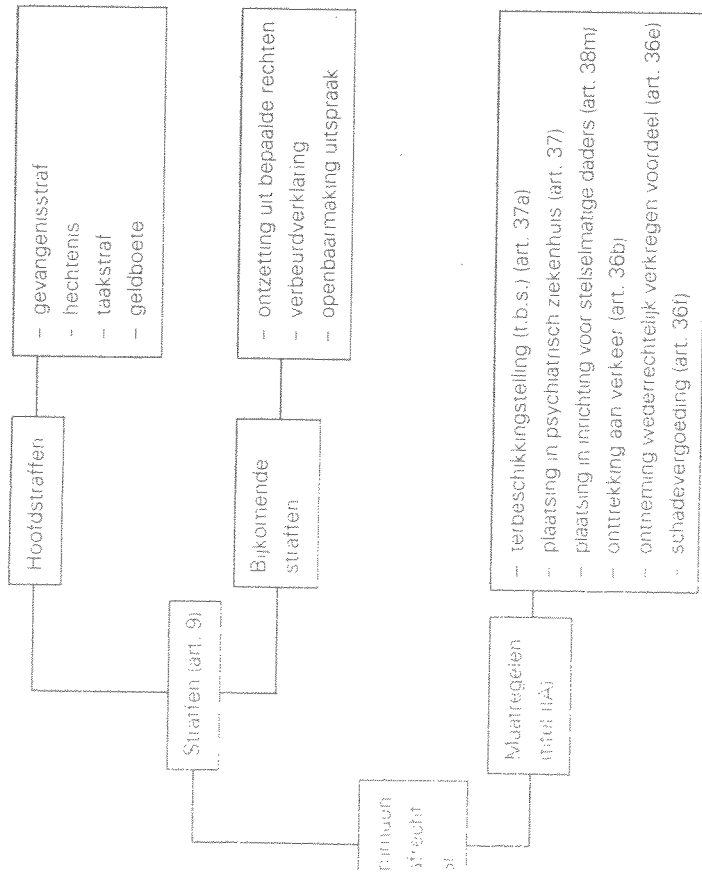 Hoofdstraffen
- gevangenisstraf
- hechtenis
- taakstraf
- geldboete
Straffen (art. 9)
Bijkomende
straffen
- ontzetting uit bepaalde rechten
- verbeurdverklaring
- openbaarmaking uitspraak
Maatregelen
(titel IIA)
- terbeschikkingstelling (t.b.s.) (art. 37a)
- plaatsing in psychiatrisch ziekenhuis (art. 37)
- plaatsing in inrichting voor stelselmatige daders (art. 38m)
- onttrekking aan verkeer (art. 36b)
- ontneming wederrechtelijk verkregen voordeel (art. 36e)
- schadevergoeding (art. 36f)